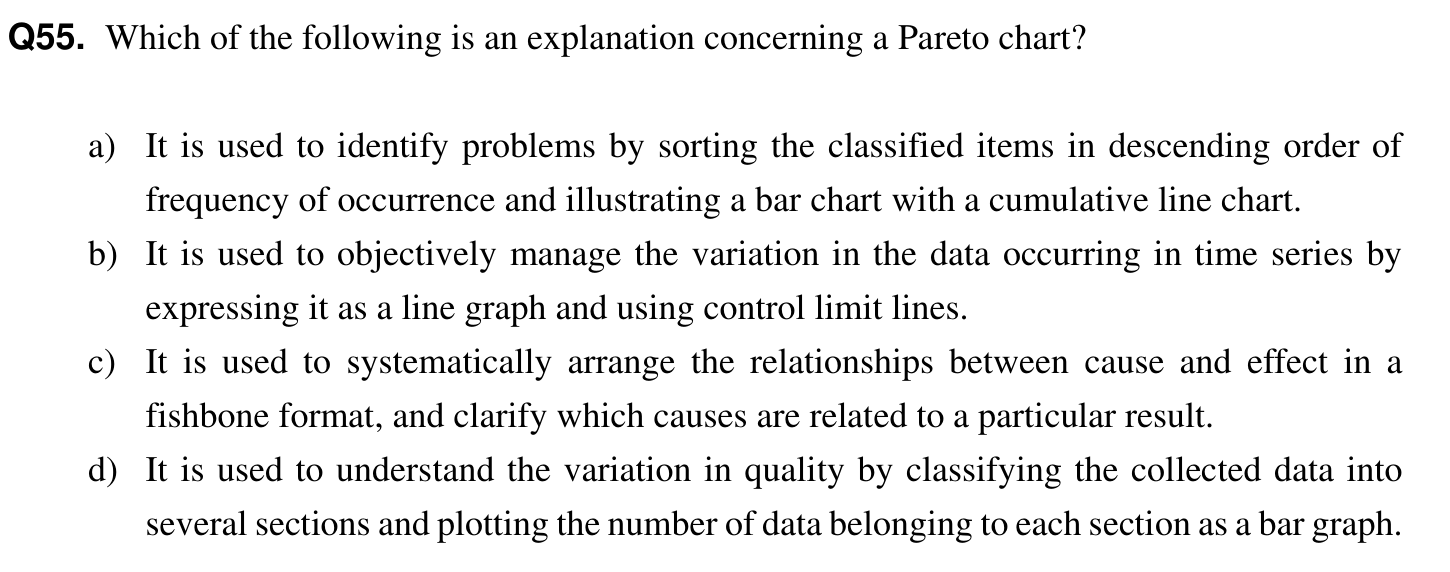 Q55. Which of the following is an explanation concerning a Pareto chart?
a) It is used to identify problems by sorting the classified items in descending order of
frequency of occurrence and illustrating a bar chart with a cumulative line chart.
b) It is used to objectively manage the variation in the data occurring in time series by
expressing it as a line graph and using control limit lines.
c) It is used to systematically arrange the relationships between cause and effect in a
fishbone format, and clarify which causes are related to a particular result.
d) It is used to understand the variation in quality by classifying the collected data into
several sections and plotting the number of data belonging to each section as a bar graph.